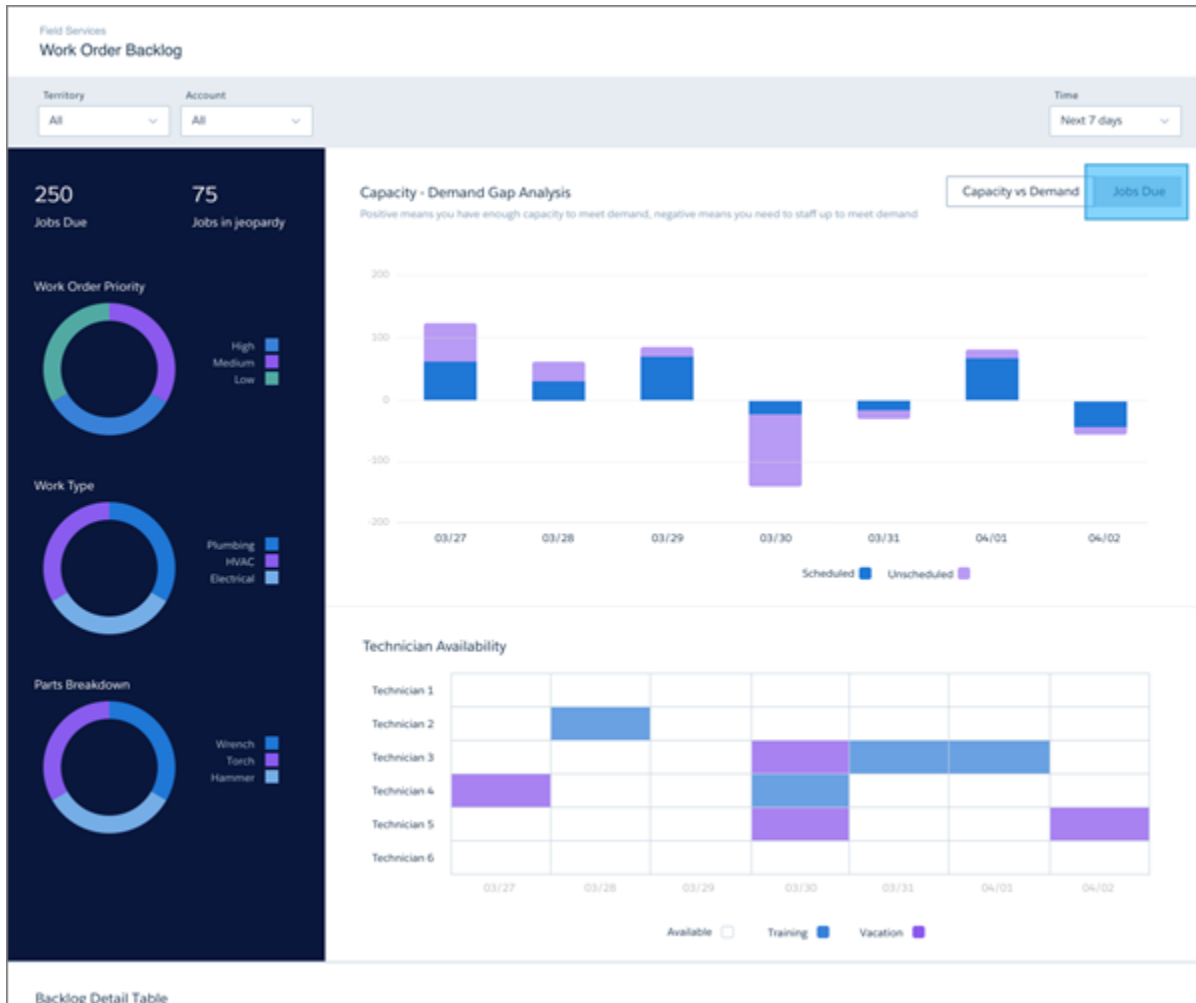 Field Services
Work Order Backlog
Territory
Account
Time
All
All
Next 7 days
250
75
Jobs Due
Jobs in jeopardy
Work Order Priority
High
Medium
Low
Work Type
Plumbing
HVAC
Electrical
Parts Breakdown
Wrench
Torch
Hammer
Capacity - Demand Gap Analysis
Positive means you have enough capacity to meet demand, negative means you need to staff up to meet demand
Capacity vs Demand
Jobs Due
200
100
0
-100
-200
03/27 03/28 03/29 03/30 03/31 04/01 04/02
Scheduled Unscheduled
Technician Availability
Technician 1
Technician 2
Technician 3
Technician 4
Technician 5
Technician 6
03/27 03/28 03/29 03/30 03/31 04/01 04/02
Available Training Vacation
Backlog Detail Table